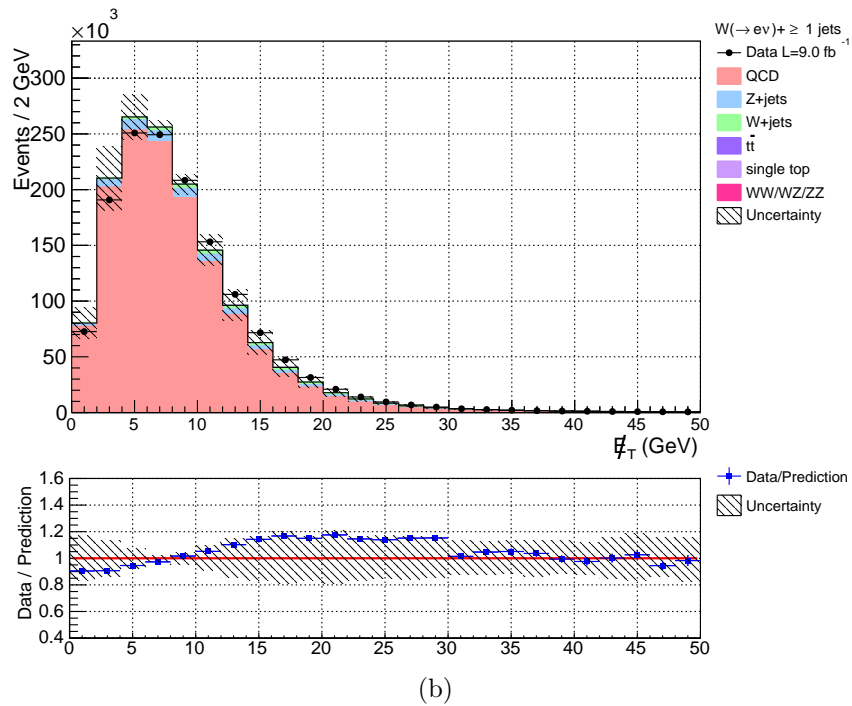 ×10³
W(→eν)+ ≥ 1 jets
Data L=9.0 fb⁻¹
QCD
Z+jets
W+jets
tt̄
single top
WW/WZ/ZZ
Uncertainty
Events / 2 GeV
300
250
200
150
100
50
0
0 5 10 15 20 25 30 35 40 45 50
E̸_T (GeV)
Data/Prediction
Uncertainty
Data / Prediction
1.6
1.4
1.2
1
0.8
0.6
0.4
0 5 10 15 20 25 30 35 40 45 50
(b)